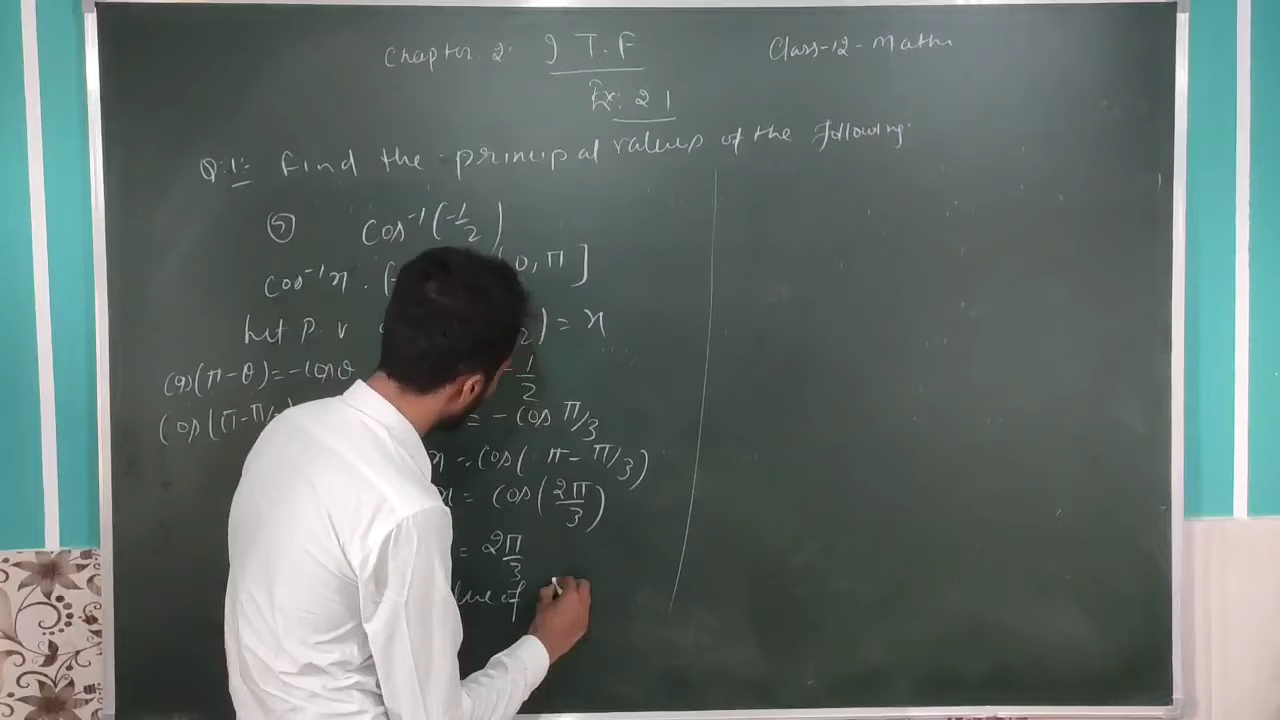 Chapter 2: I T.F Class-12-Maths
Ex: 2.1
Q.1: Find the principal values of the following:
⑤ cos⁻¹(-1/2)
cos⁻¹x . [0, π]
Let P. V = x
cos(π-θ)=-cosθ -1/2
cos(π-π/ = -cos π/3
x = cos( π- π/3)
x = cos(2π/3)
= 2π/3
of